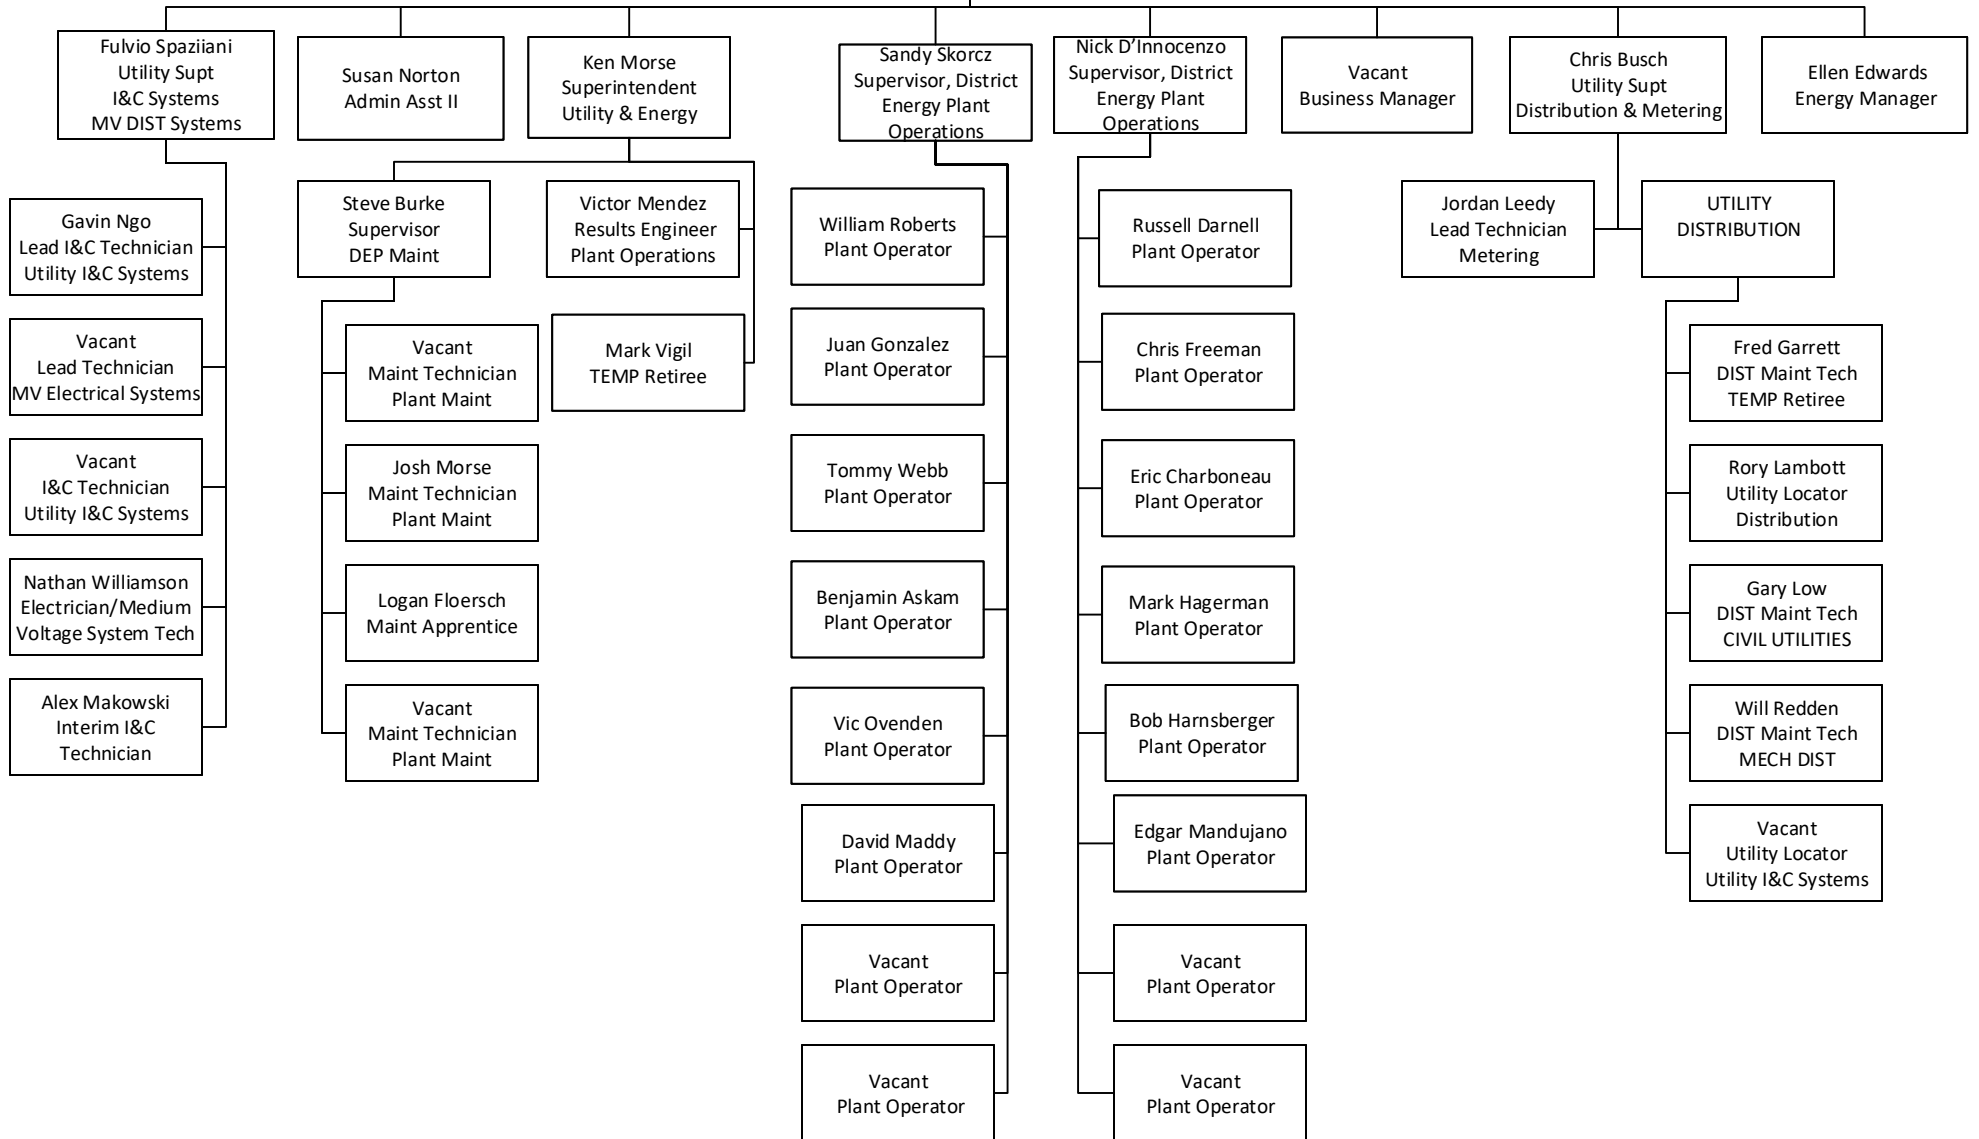 Fulvio Spaziiani
Utility Supt
I&C Systems
MV DIST Systems
Susan Norton
Admin Asst II
Ken Morse
Superintendent
Utility & Energy
Sandy Skorcz
Supervisor, District
Energy Plant
Operations
Nick D’Innocenzo
Supervisor, District
Energy Plant
Operations
Vacant
Business Manager
Chris Busch
Utility Supt
Distribution & Metering
Ellen Edwards
Energy Manager
Gavin Ngo
Lead I&C Technician
Utility I&C Systems
Vacant
Lead Technician
MV Electrical Systems
Vacant
I&C Technician
Utility I&C Systems
Nathan Williamson
Electrician/Medium
Voltage System Tech
Alex Makowski
Interim I&C
Technician
Steve Burke
Supervisor
DEP Maint
Vacant
Maint Technician
Plant Maint
Josh Morse
Maint Technician
Plant Maint
Logan Floersch
Maint Apprentice
Vacant
Maint Technician
Plant Maint
Victor Mendez
Results Engineer
Plant Operations
Mark Vigil
TEMP Retiree
William Roberts
Plant Operator
Juan Gonzalez
Plant Operator
Tommy Webb
Plant Operator
Benjamin Askam
Plant Operator
Vic Ovenden
Plant Operator
David Maddy
Plant Operator
Vacant
Plant Operator
Vacant
Plant Operator
Russell Darnell
Plant Operator
Chris Freeman
Plant Operator
Eric Charboneau
Plant Operator
Mark Hagerman
Plant Operator
Bob Harnsberger
Plant Operator
Edgar Mandujano
Plant Operator
Vacant
Plant Operator
Vacant
Plant Operator
Jordan Leedy
Lead Technician
Metering
UTILITY
DISTRIBUTION
Fred Garrett
DIST Maint Tech
TEMP Retiree
Rory Lambott
Utility Locator
Distribution
Gary Low
DIST Maint Tech
CIVIL UTILITIES
Will Redden
DIST Maint Tech
MECH DIST
Vacant
Utility Locator
Utility I&C Systems